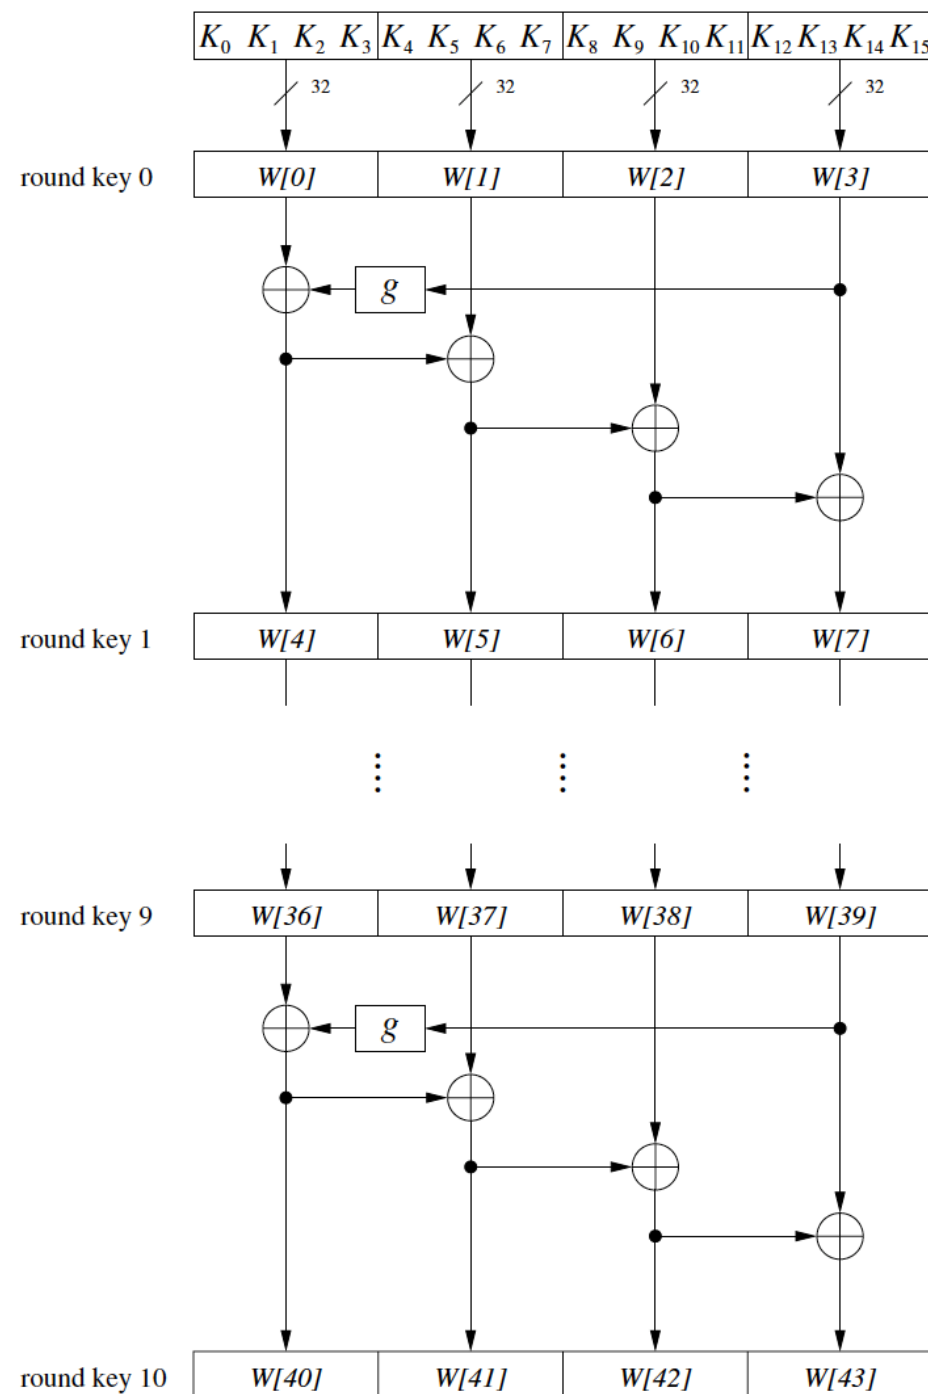 K₀ K₁ K₂ K₃ K₄ K₅ K₆ K₇ K₈ K₉ K₁₀ K₁₁ K₁₂ K₁₃ K₁₄ K₁₅
32 32 32 32
round key 0 W[0] W[1] W[2] W[3]
g
round key 1 W[4] W[5] W[6] W[7]
round key 9 W[36] W[37] W[38] W[39]
g
round key 10 W[40] W[41] W[42] W[43]